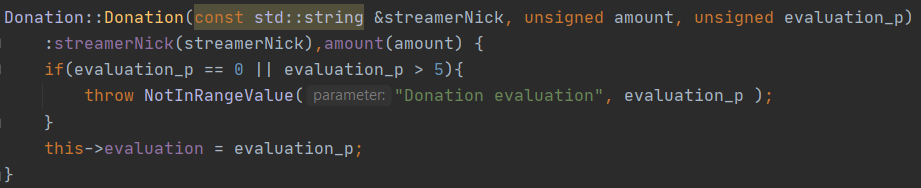 Donation::Donation(const std::string &streamerNick, unsigned amount, unsigned evaluation_p)
:streamerNick(streamerNick),amount(amount) {
if(evaluation_p == 0 || evaluation_p > 5){
throw NotInRangeValue( parameter: "Donation evaluation", evaluation_p );
}
this->evaluation = evaluation_p;
}